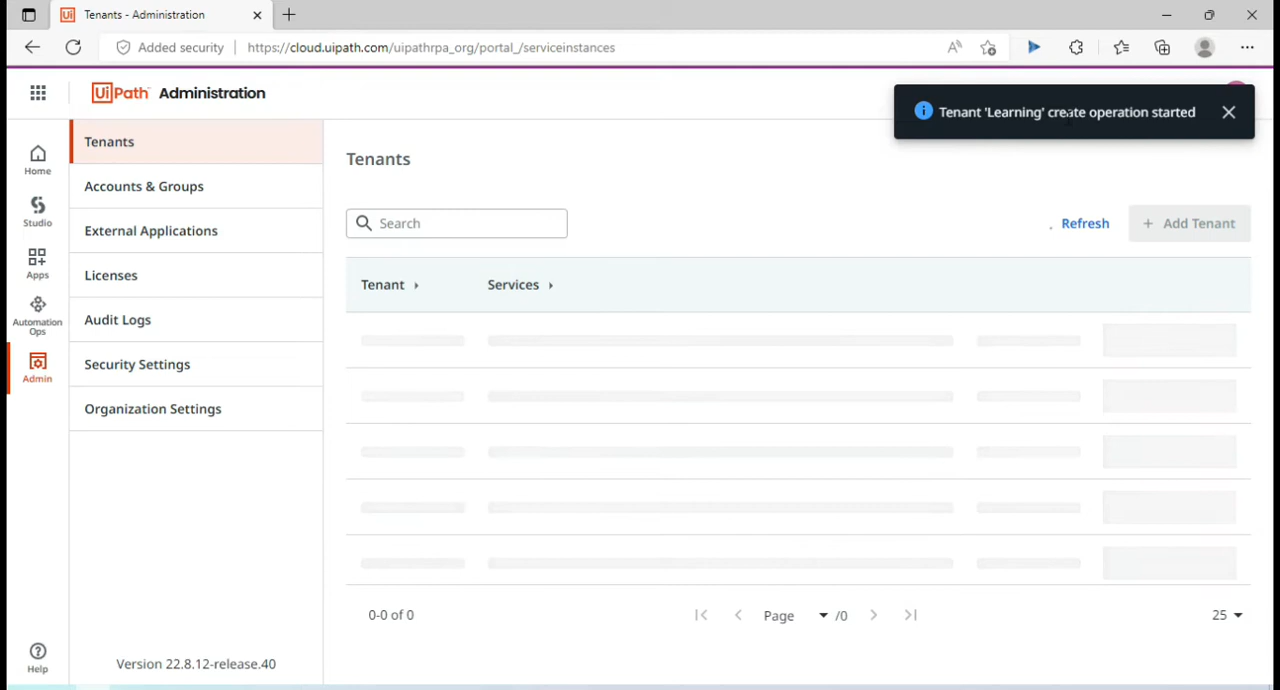 Tenants - Administration
Added security
https://cloud.uipath.com/uipathrpa_org/portal_/serviceinstances
UiPath Administration
Tenant 'Learning' create operation started
Home
Studio
Apps
Automation
Ops
Admin
Help
Tenants
Accounts & Groups
External Applications
Licenses
Audit Logs
Security Settings
Organization Settings
Version 22.8.12-release.40
Tenants
Search
Refresh
+ Add Tenant
Tenant
Services
0-0 of 0
Page /0
25